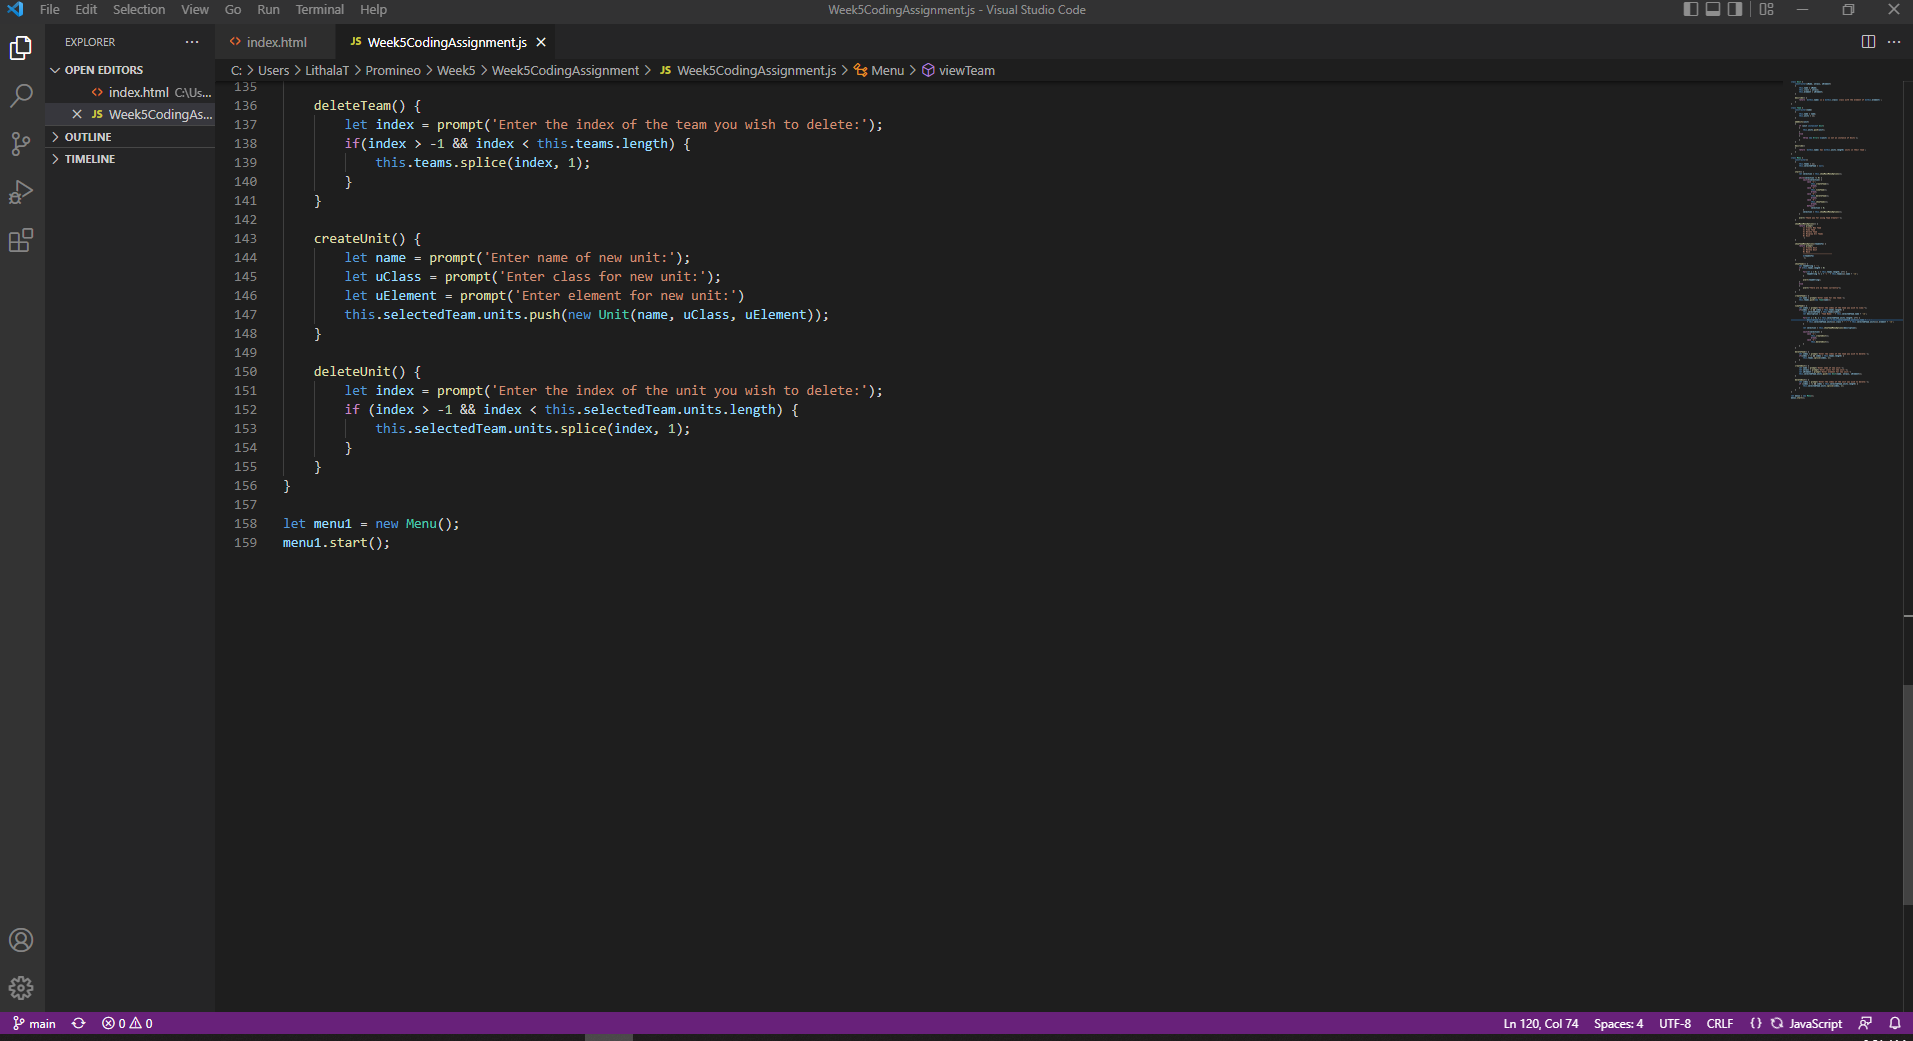 File Edit Selection View Go Run Terminal Help
Week5CodingAssignment.js - Visual Studio Code
EXPLORER
OPEN EDITORS
index.html C:\Us...
JS Week5CodingAs...
OUTLINE
TIMELINE
index.html
JS Week5CodingAssignment.js
C: > Users > LithalaT > Promineo > Week5 > Week5CodingAssignment > JS Week5CodingAssignment.js > Menu > viewTeam
135
136 deleteTeam() {
137 let index = prompt('Enter the index of the team you wish to delete:');
138 if(index > -1 && index < this.teams.length) {
139 this.teams.splice(index, 1);
140 }
141 }
142
143 createUnit() {
144 let name = prompt('Enter name of new unit:');
145 let uClass = prompt('Enter class for new unit:');
146 let uElement = prompt('Enter element for new unit:')
147 this.selectedTeam.units.push(new Unit(name, uClass, uElement));
148 }
149
150 deleteUnit() {
151 let index = prompt('Enter the index of the unit you wish to delete:');
152 if (index > -1 && index < this.selectedTeam.units.length) {
153 this.selectedTeam.units.splice(index, 1);
154 }
155 }
156 }
157
158 let menu1 = new Menu();
159 menu1.start();
main 0 0
Ln 120, Col 74 Spaces: 4 UTF-8 CRLF {} JavaScript